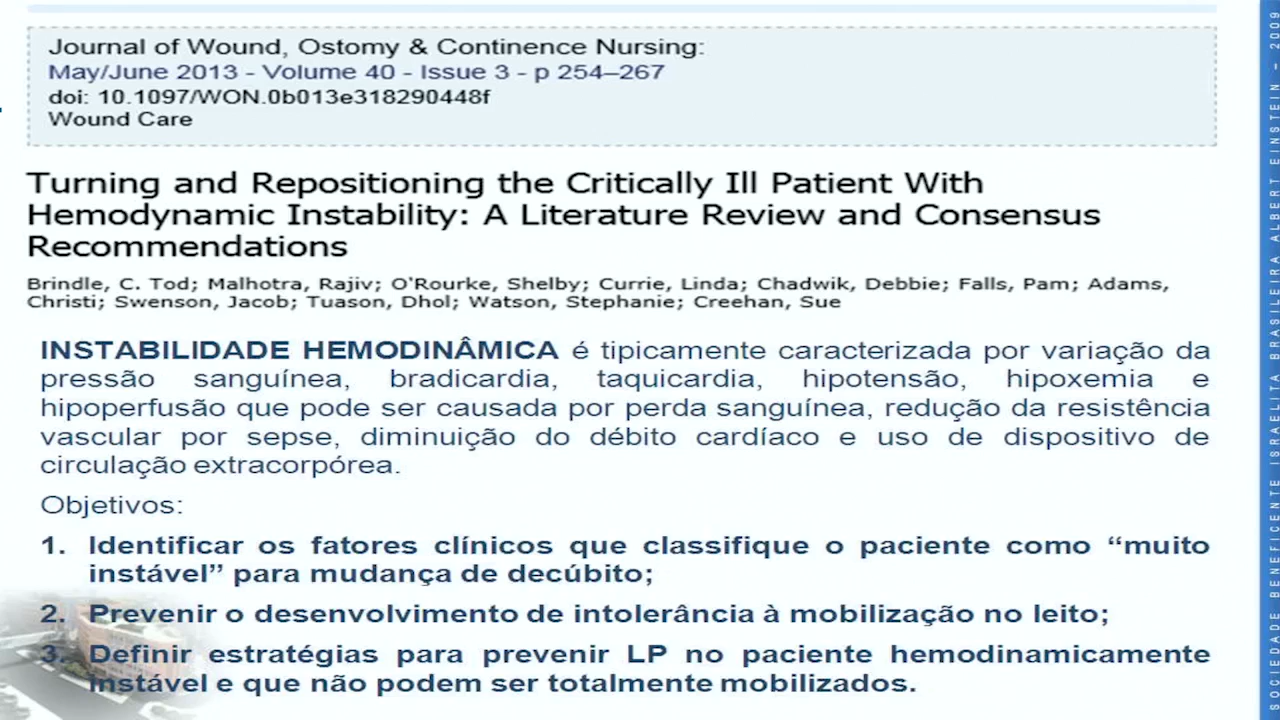 Journal of Wound, Ostomy & Continence Nursing:
May/June 2013 - Volume 40 - Issue 3 - p 254–267
doi: 10.1097/WON.0b013e318290448f
Wound Care
Turning and Repositioning the Critically Ill Patient With
Hemodynamic Instability: A Literature Review and Consensus
Recommendations
Brindle, C. Tod; Malhotra, Rajiv; O'Rourke, Shelby; Currie, Linda; Chadwik, Debbie; Falls, Pam; Adams,
Christi; Swenson, Jacob; Tuason, Dhol; Watson, Stephanie; Creehan, Sue
INSTABILIDADE HEMODINÂMICA é tipicamente caracterizada por variação da
pressão sanguínea, bradicardia, taquicardia, hipotensão, hipoxemia e
hipoperfusão que pode ser causada por perda sanguínea, redução da resistência
vascular por sepse, diminuição do débito cardíaco e uso de dispositivo de
circulação extracorpórea.
Objetivos:
1. Identificar os fatores clínicos que classifique o paciente como “muito
instável” para mudança de decúbito;
2. Prevenir o desenvolvimento de intolerância à mobilização no leito;
3. Definir estratégias para prevenir LP no paciente hemodinamicamente
instável e que não podem ser totalmente mobilizados.
SOCIEDADE BENEFICENTE ISRAELITA BRASILEIRA ALBERT EINSTEIN – 2009